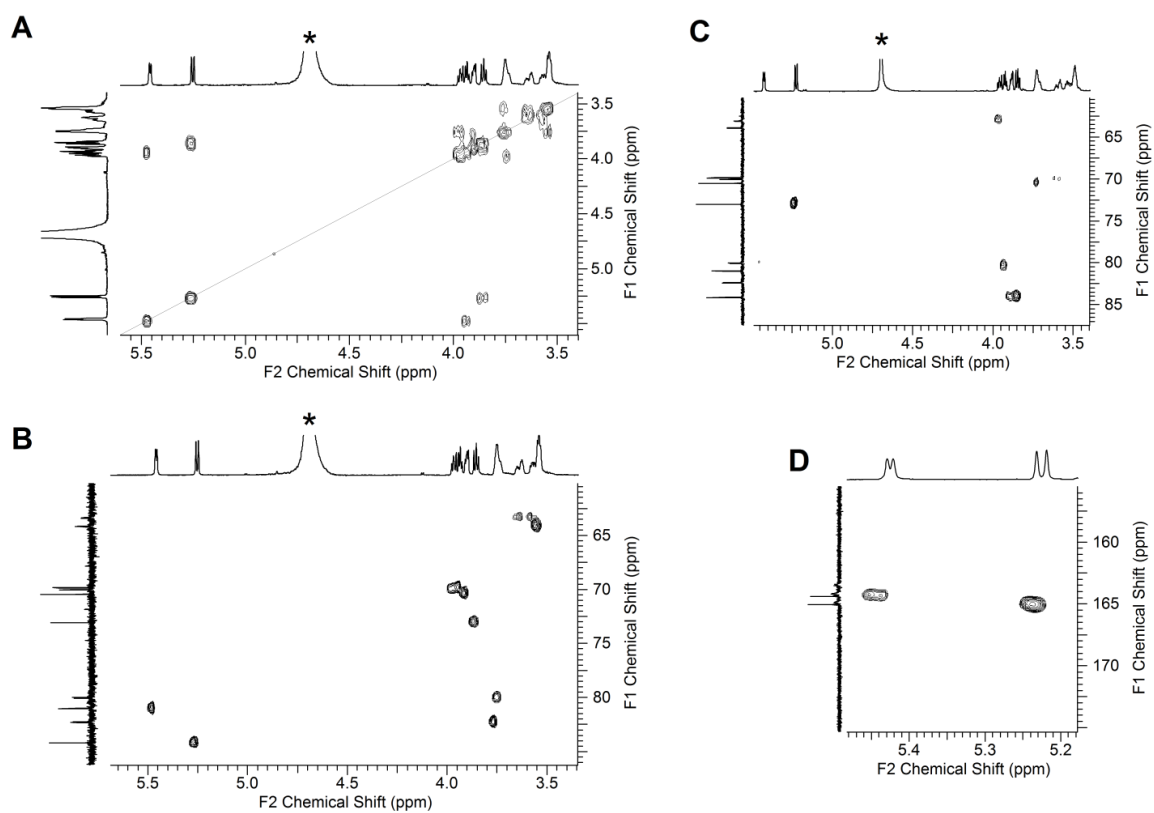 A
*
3.5
4.0
4.5
5.0
F1 Chemical Shift (ppm)
5.5 5.0 4.5 4.0 3.5
F2 Chemical Shift (ppm)
C
*
65
70
75
80
85
F1 Chemical Shift (ppm)
5.0 4.5 4.0 3.5
F2 Chemical Shift (ppm)
B
*
65
70
75
80
F1 Chemical Shift (ppm)
5.5 5.0 4.5 4.0 3.5
F2 Chemical Shift (ppm)
D
160
165
170
F1 Chemical Shift (ppm)
5.4 5.3 5.2
F2 Chemical Shift (ppm)